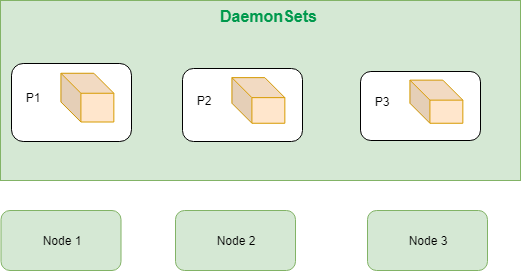 DaemonSets
P1
P2
P3
Node 1
Node 2
Node 3